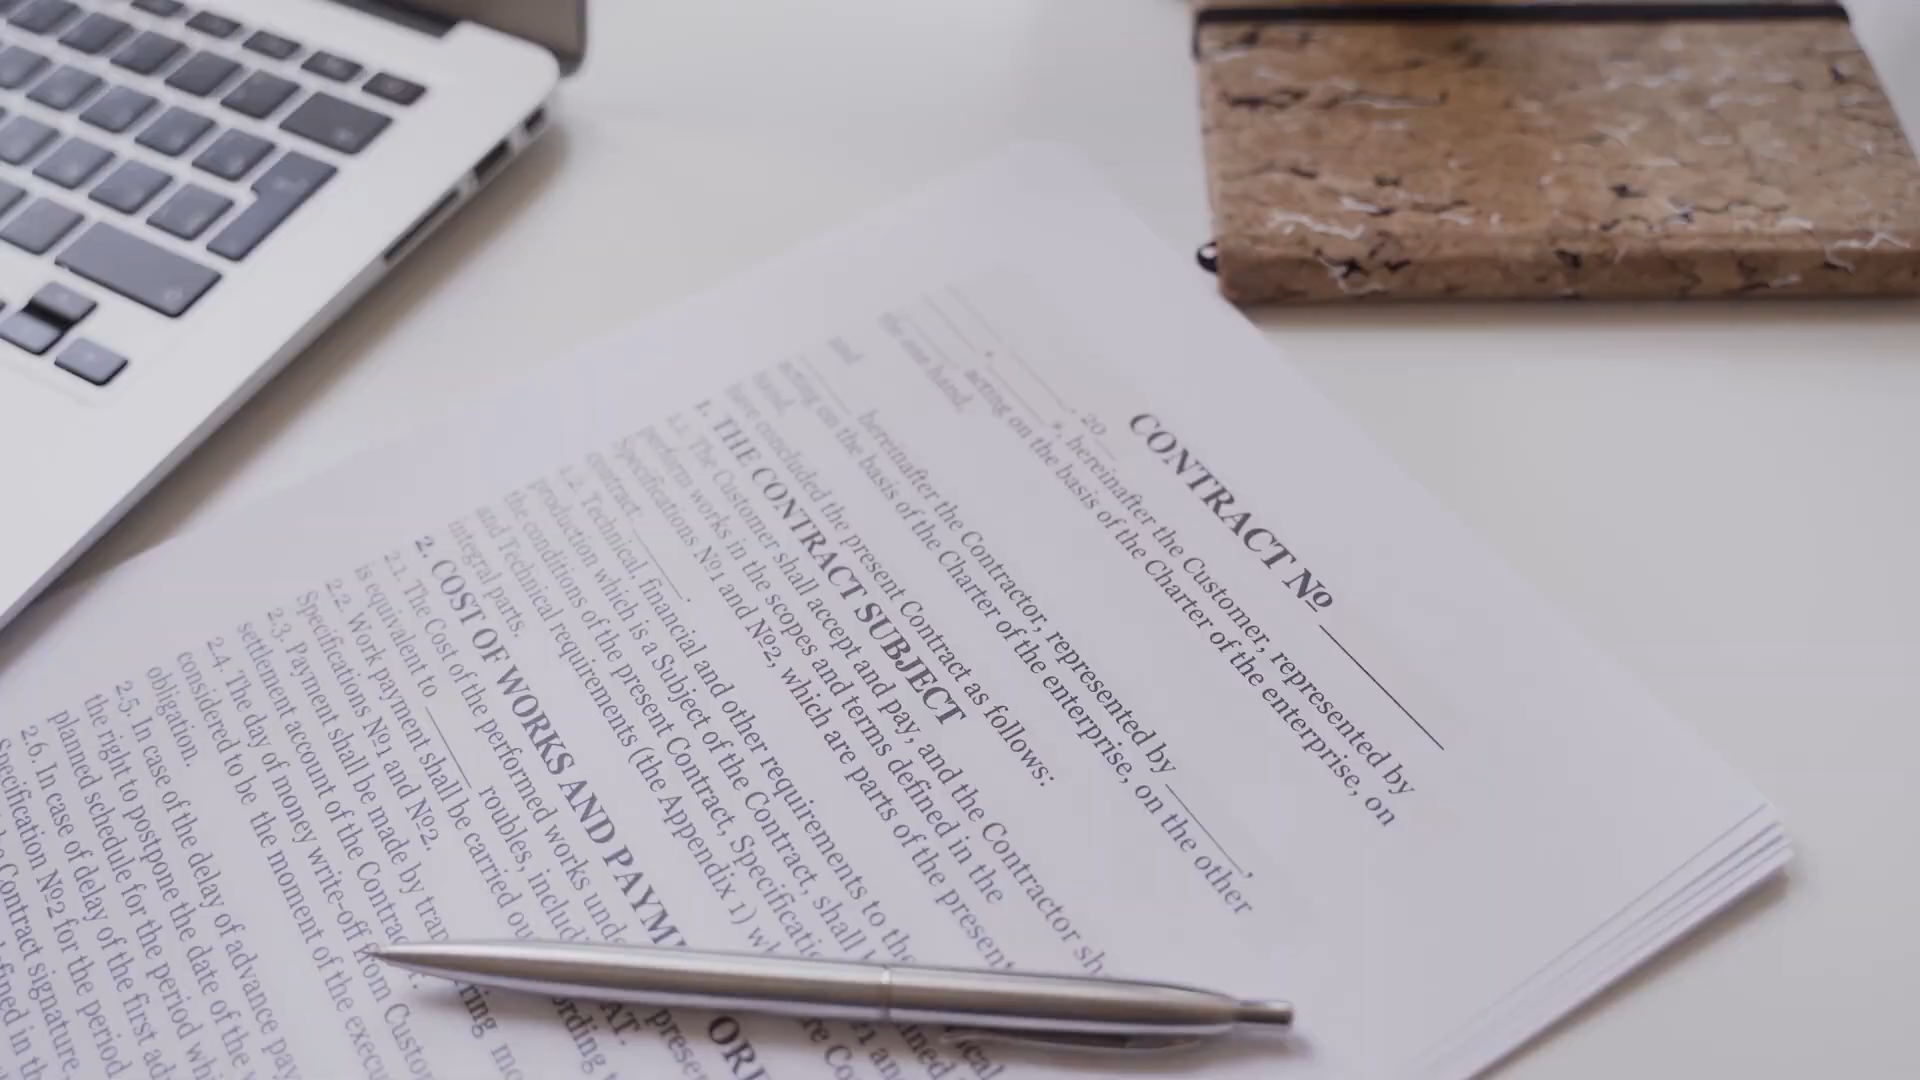 CONTRACT №
, 20
", hereinafter the Customer, represented by
acting on the basis of the Charter of the enterprise, on
the one hand,
and
hereinafter the Contractor, represented by
acting on the basis of the Charter of the enterprise, on the other
hand,
have concluded the present Contract as follows:
1. THE CONTRACT SUBJECT
1.1. The Customer shall accept and pay, and the Contractor
perform works in the scopes and terms defined in the
Specifications №1 and №2, which are parts of the present
contract:
1.2. Technical, financial and other requirements to the
production which is a Subject of the Contract, shall
the conditions of the present Contract,
and Technical requirements (the Appendix 1)
integral parts.
2. COST OF WORKS AND
2.1. The Cost of the performed works
is equivalent to roubles,
2.2. Work payment shall be carried
Specifications №1 and №2.
2.3. Payment shall be made by
settlement account of the
2.4. The day of money write-off from
considered to be the moment of the
obligation.
2.5. In case of the delay of advance
the right to postpone the date of the
planned schedule for the period
2.6. In case of delay of the first
Specification №2 for the period
Contract signature.
in